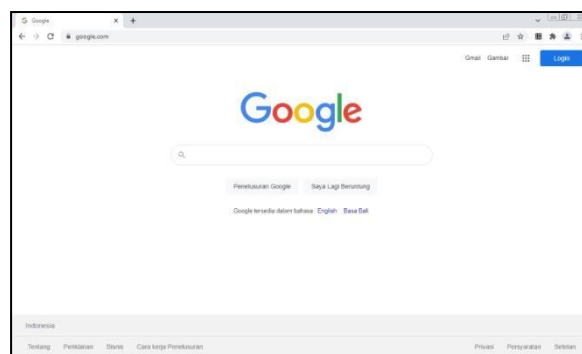 Google
google.com
Gmail Gambar Login
Google
Penelusuran Google Saya Lagi Beruntung
Google tersedia dalam bahasa: English Basa Bali
Indonesia
Tentang Periklanan Bisnis Cara kerja Penelusuran Privasi Persyaratan Setelan